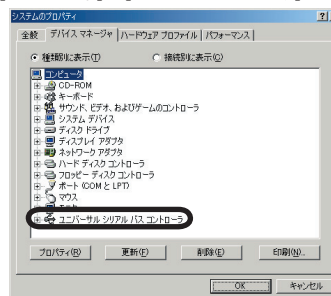 システムのプロパティ
全般 デバイス マネージャ ハードウェア プロファイル パフォーマンス
種類別に表示(T) 接続別に表示(C)
コンピュータ
CD-ROM
キーボード
サウンド、ビデオ、およびゲームのコントローラ
システム デバイス
ディスク ドライブ
ディスプレイ アダプタ
ネットワーク アダプタ
ハード ディスク コントローラ
フロッピー ディスク コントローラ
ポート (COM と LPT)
マウス
モニタ
ユニバーサル シリアル バス コントローラ
プロパティ(R) 更新(F) 削除(E) 印刷(N)...
OK キャンセル